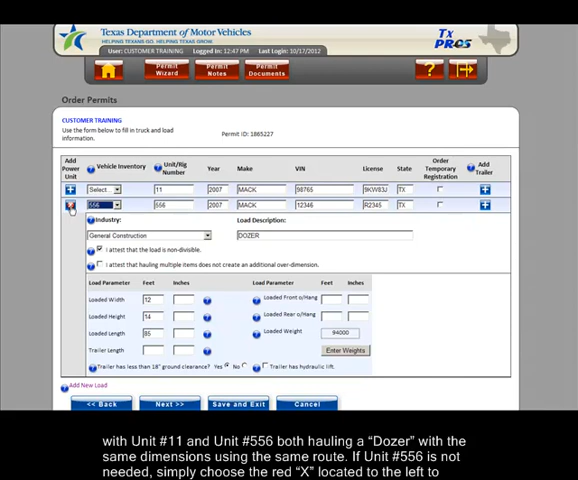 Texas Department of Motor Vehicles
HELPING TEXANS GO. HELPING TEXAS GROW.
Tx
PROS
User: CUSTOMER TRAINING Logged In: 12:47 PM Last Login: 10/17/2012
Permit Wizard
Permit Notes
Permit Documents
?
Order Permits
CUSTOMER TRAINING
Use the form below to fill in truck and load information.
Permit ID: 1865227
Add Power Unit Vehicle Inventory Unit/Rig Number Year Make VIN License State Order Temporary Registration Add Trailer
Select... 11 2007 MACK 98765 9KW83J TX
556 556 2007 MACK 12346 R2345 TX
Industry: Load Description:
General Construction DOZER
I attest that the load is non-divisible.
I attest that hauling multiple items does not create an additional over-dimension.
Load Parameter Feet Inches Load Parameter Feet Inches
Loaded Width 12 Loaded Front o/Hang
Loaded Height 14 Loaded Rear o/Hang
Loaded Length 85 Loaded Weight 94000
Trailer Length Enter Weights
Trailer has less than 18" ground clearance? Yes No Trailer has hydraulic lift.
Add New Load
<< Back Next >> Save and Exit Cancel
with Unit #11 and Unit #556 both hauling a “Dozer” with the
same dimensions using the same route. If Unit #556 is not
needed, simply choose the red “X” located to the left to